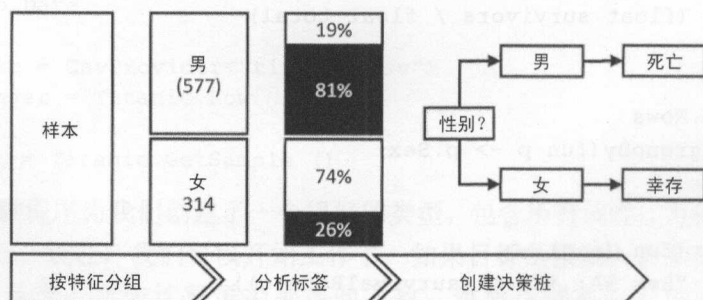 样本
男
(577)
女
314
19%
81%
74%
26%
性别?
男
死亡
女
幸存
按特征分组
分析标签
创建决策桩